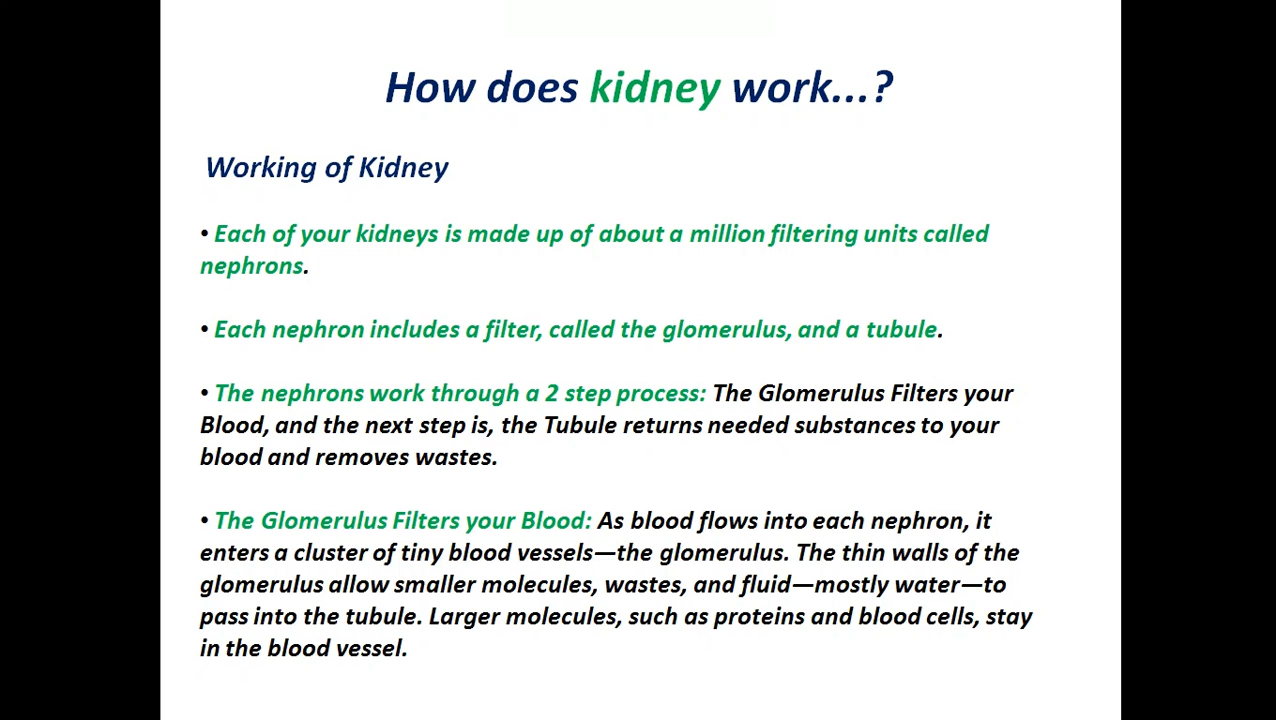 How does kidney work...?
Working of Kidney
• Each of your kidneys is made up of about a million filtering units called
nephrons.
• Each nephron includes a filter, called the glomerulus, and a tubule.
• The nephrons work through a 2 step process: The Glomerulus Filters your
Blood, and the next step is, the Tubule returns needed substances to your
blood and removes wastes.
• The Glomerulus Filters your Blood: As blood flows into each nephron, it
enters a cluster of tiny blood vessels—the glomerulus. The thin walls of the
glomerulus allow smaller molecules, wastes, and fluid—mostly water—to
pass into the tubule. Larger molecules, such as proteins and blood cells, stay
in the blood vessel.